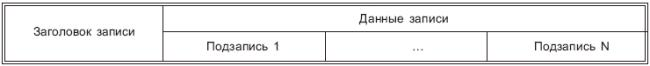 Заголовок записи
Данные записи
Подзапись 1
...
Подзапись N